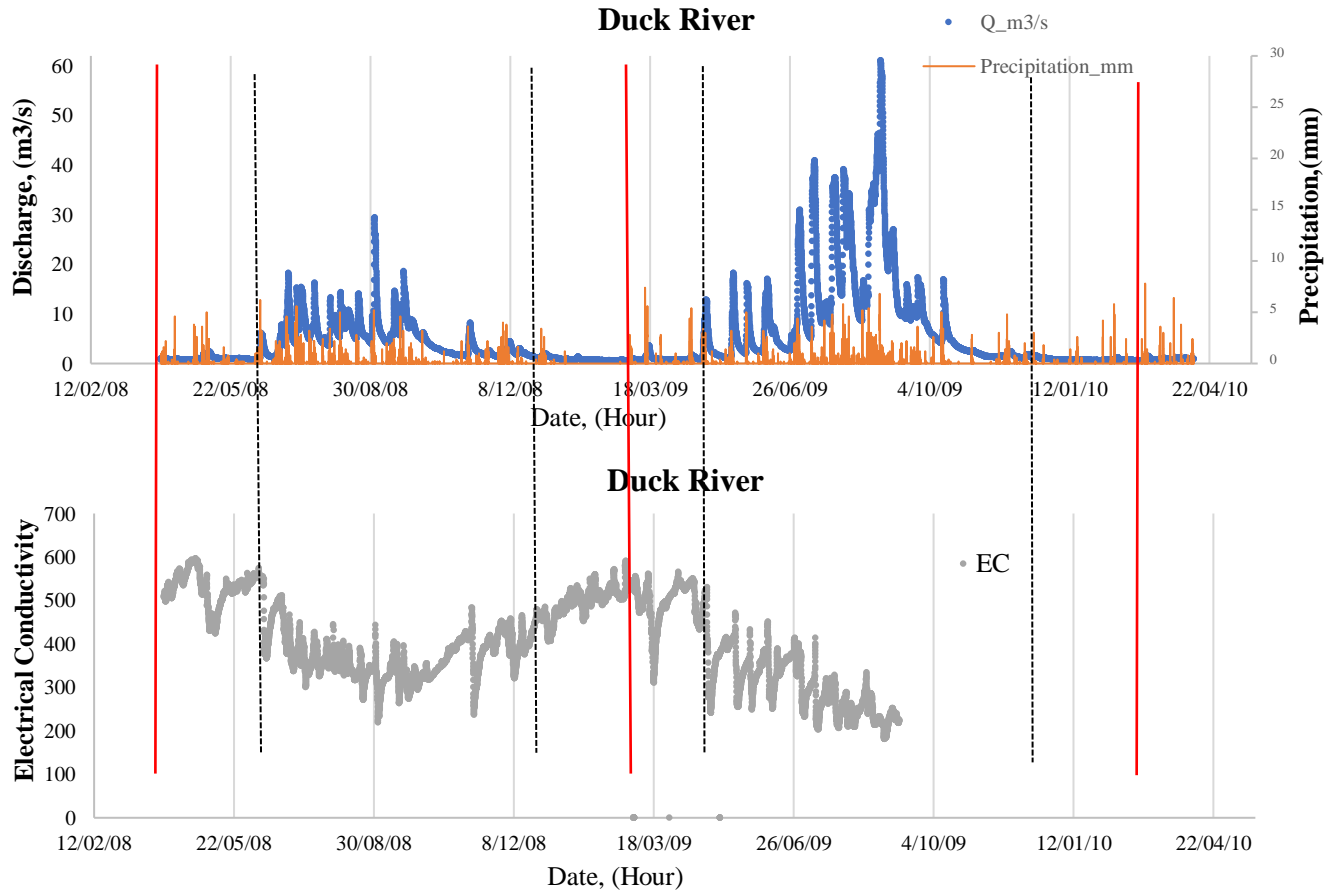 Duck River
Q_m3/s
Precipitation_mm
Discharge, (m3/s)
60
50
40
30
20
10
0
30
25
20
15
10
5
0
Precipitation,(mm)
12/02/08 22/05/08 30/08/08 8/12/08 18/03/09 26/06/09 4/10/09 12/01/10 22/04/10
Date, (Hour)
Duck River
Electrical Conductivity
700
600
500
400
300
200
100
0
EC
12/02/08 22/05/08 30/08/08 8/12/08 18/03/09 26/06/09 4/10/09 12/01/10 22/04/10
Date, (Hour)